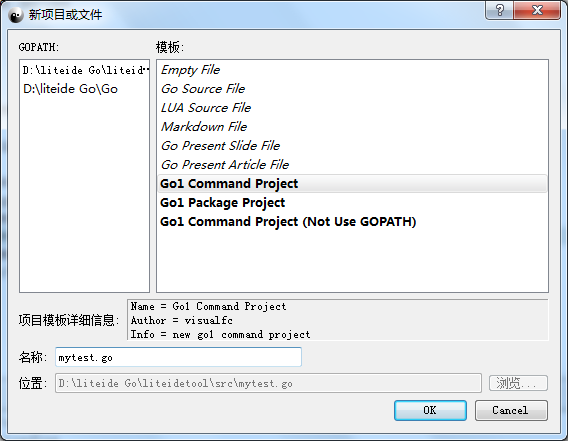 新项目或文件
GOPATH:
模板:
D:\liteide Go\liteid···
D:\liteide Go\Go
Empty File
Go Source File
LUA Source File
Markdown File
Go Present Slide File
Go Present Article File
Go1 Command Project
Go1 Package Project
Go1 Command Project (Not Use GOPATH)
项目模板详细信息:
Name = Go1 Command Project
Author = visualfc
Info = new go1 command project
名称: mytest.go
位置: D:\liteide Go\liteidetool\src\mytest.go 浏览...
OK Cancel